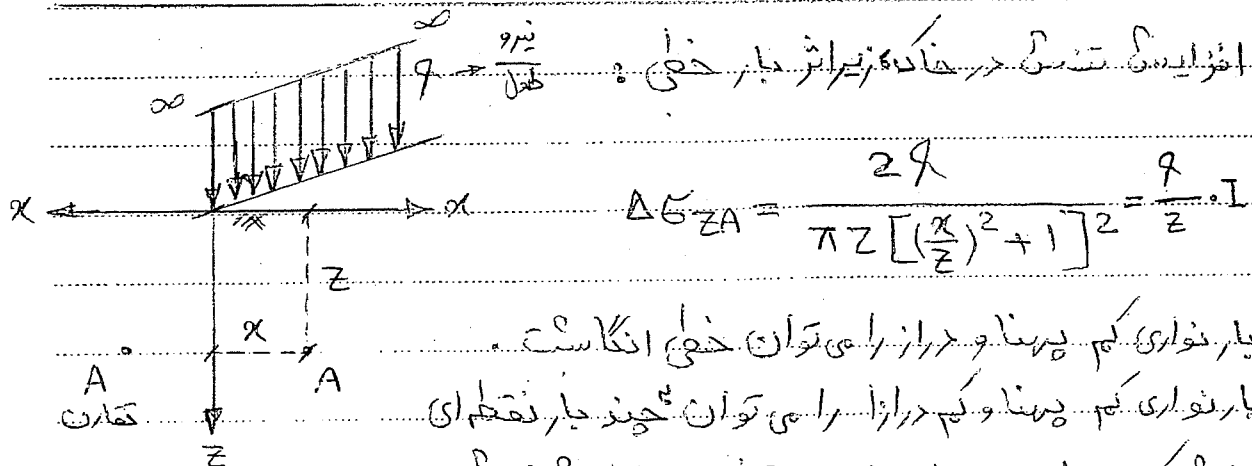 افزایش تنش در خاک، زیر اثر بار خطی :
∞ ∞
q → نیرو / طول
x x
ΔσzA = 2q / πz[(x/z)² + 1]² = q/z . I
z
x
بار نواری کم پهنا و دراز را می توان خطی انگاشت .
A A
تقارن
بار نواری کم پهنا و کم درازا را می توان چند بار نقطه ای
z